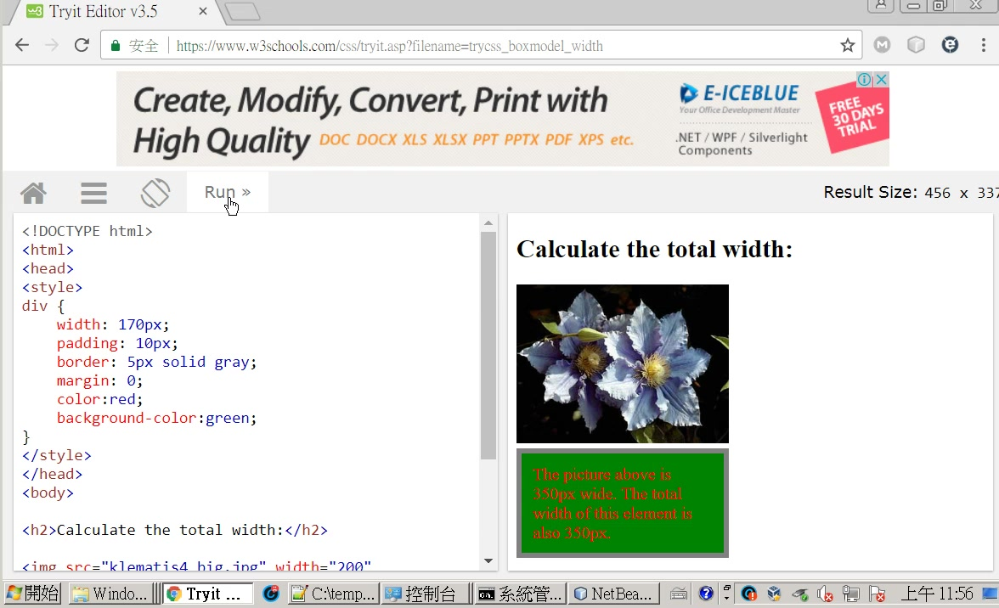 Tryit Editor v3.5
安全 https://www.w3schools.com/css/tryit.asp?filename=trycss_boxmodel_width
Create, Modify, Convert, Print with
High Quality DOC DOCX XLS XLSX PPT PPTX PDF XPS etc.
E-ICEBLUE
Your Office Development Master
.NET / WPF / Silverlight
Components
FREE
30 DAYS
TRIAL
Run »
Result Size: 456 x 337
<!DOCTYPE html>
<html>
<head>
<style>
div {
    width: 170px;
    padding: 10px;
    border: 5px solid gray;
    margin: 0;
    color:red;
    background-color:green;
}
</style>
</head>
<body>
<h2>Calculate the total width:</h2>
<img src="klematis4_big.jpg" width="200"
Calculate the total width:
The picture above is
350px wide. The total
width of this element is
also 350px.
開始
Windo...
Tryit ...
C:\temp...
控制台
系統管...
NetBea...
上午 11:56